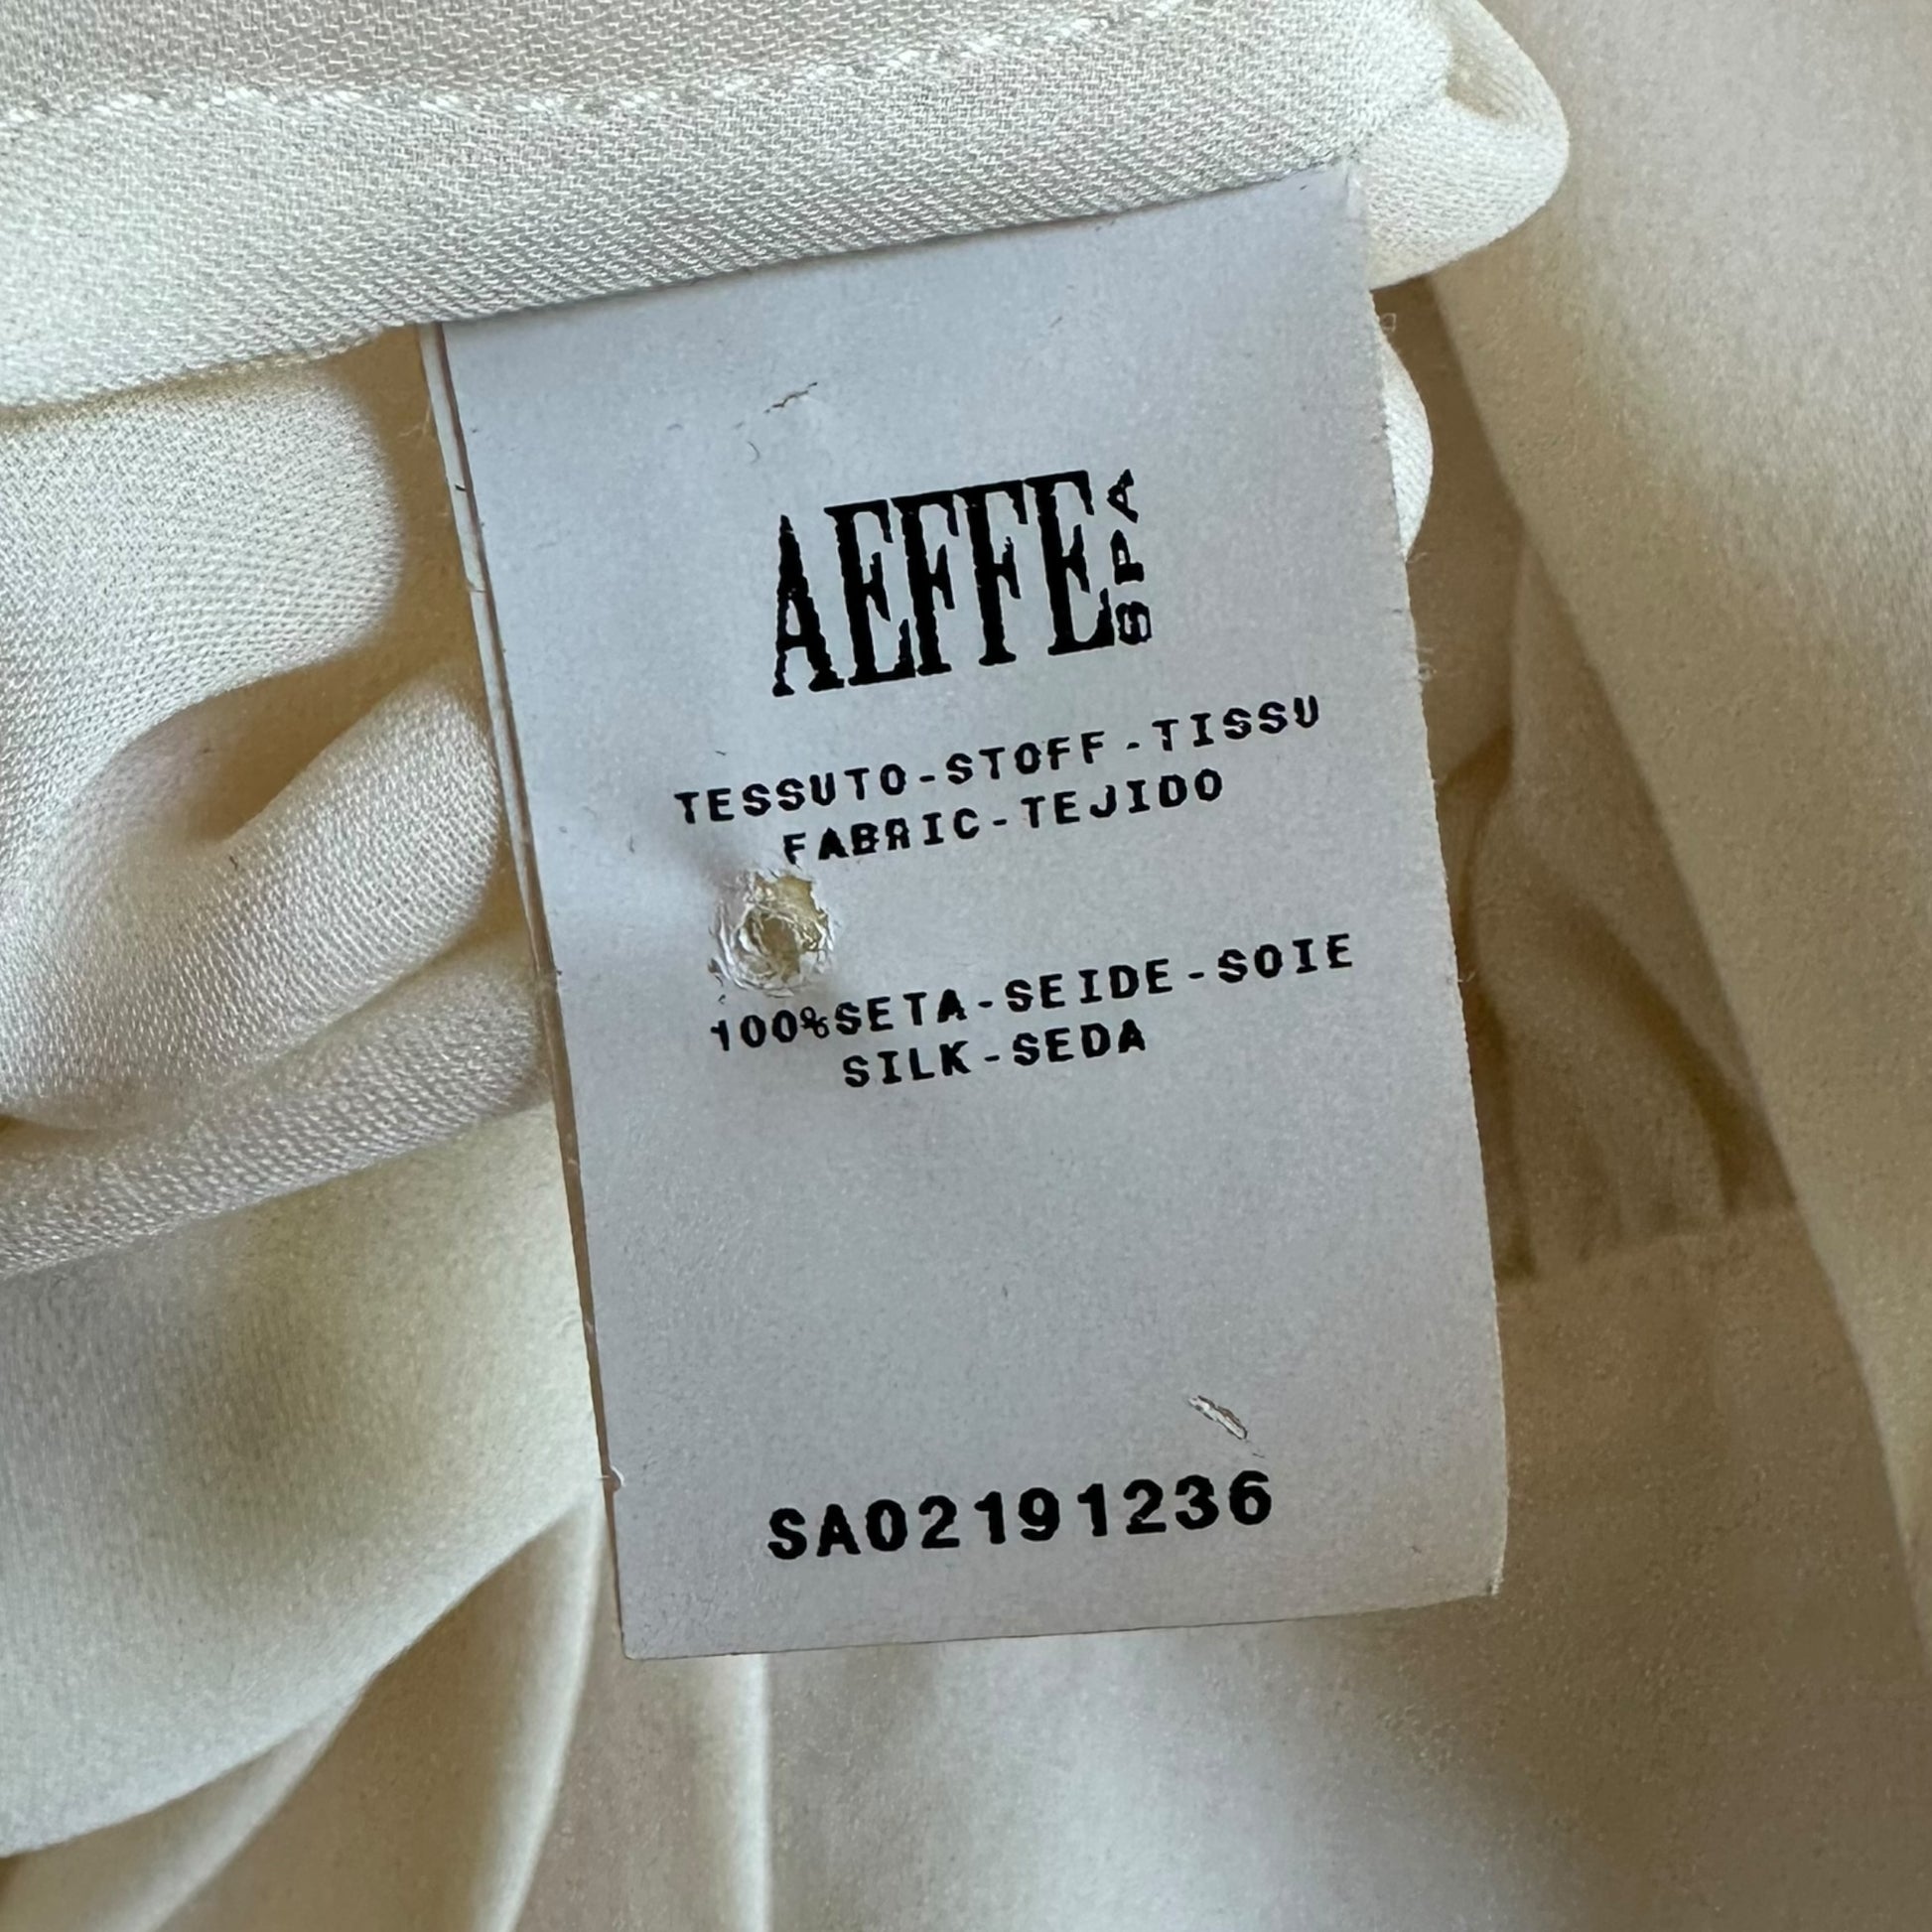 AEFFE SPA
TESSUTO-STOFF-TISSU
FABRIC-TEJIDO
100%SETA-SEIDE-SOIE
SILK-SEDA
SA02191236